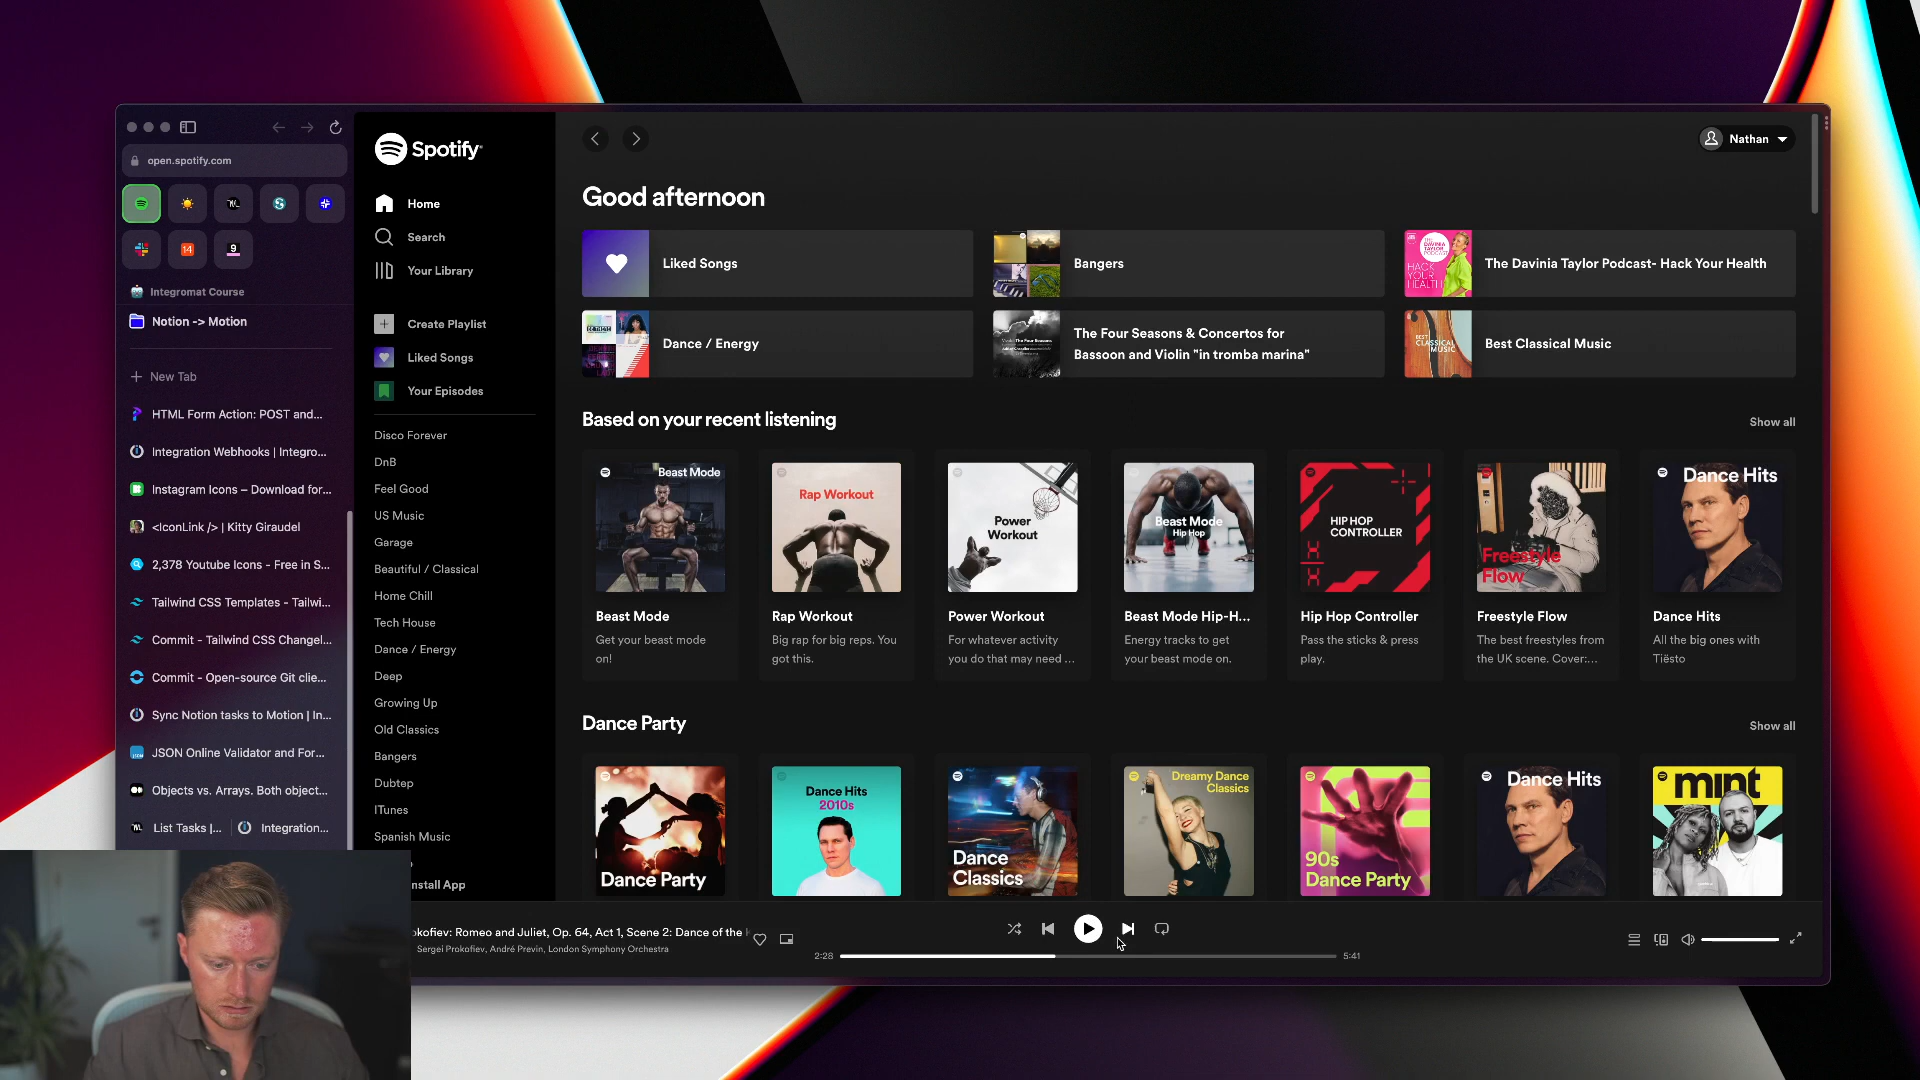 open.spotify.com
14
9
Integromat Course
Notion -> Motion
New Tab
HTML Form Action: POST and...
Integration Webhooks | Integro...
Instagram Icons – Download for...
<IconLink /> | Kitty Giraudel
2,378 Youtube Icons - Free in S...
Tailwind CSS Templates - Tailwi...
Commit - Tailwind CSS Changel...
Commit - Open-source Git clie...
Sync Notion tasks to Motion | In...
JSON Online Validator and For...
Objects vs. Arrays. Both object...
List Tasks |...
Integration...
Spotify
Home
Search
Your Library
Create Playlist
Liked Songs
Your Episodes
Disco Forever
DnB
Feel Good
US Music
Garage
Beautiful / Classical
Home Chill
Tech House
Dance / Energy
Deep
Growing Up
Old Classics
Bangers
Dubtep
ITunes
Spanish Music
nstall App
Nathan
Good afternoon
Liked Songs
Bangers
THE DAVINIA TAYLOR PODCAST
HACK YOUR HEALTH
The Davinia Taylor Podcast- Hack Your Health
Dance / Energy
The Four Seasons & Concertos for
Bassoon and Violin "in tromba marina"
BEST CLASSICAL MUSIC
Best Classical Music
Based on your recent listening
Show all
Beast Mode
Beast Mode
Get your beast mode
on!
Rap Workout
Rap Workout
Big rap for big reps. You
got this.
Power
Workout
Power Workout
For whatever activity
you do that may need ...
Beast Mode
Hip Hop
Beast Mode Hip-H...
Energy tracks to get
your beast mode on.
HIP HOP
CONTROLLER
Hip Hop Controller
Pass the sticks & press
play.
Freestyle
Flow
Freestyle Flow
The best freestyles from
the UK scene. Cover:...
Dance Hits
Dance Hits
All the big ones with
Tiësto
Dance Party
Show all
Dance Party
Dance Hits
2010s
Dance
Classics
Dreamy Dance
Classics
90s
Dance Party
Dance Hits
mint
okofiev: Romeo and Juliet, Op. 64, Act 1, Scene 2: Dance of the
Sergei Prokofiev, André Previn, London Symphony Orchestra
2:28
5:41